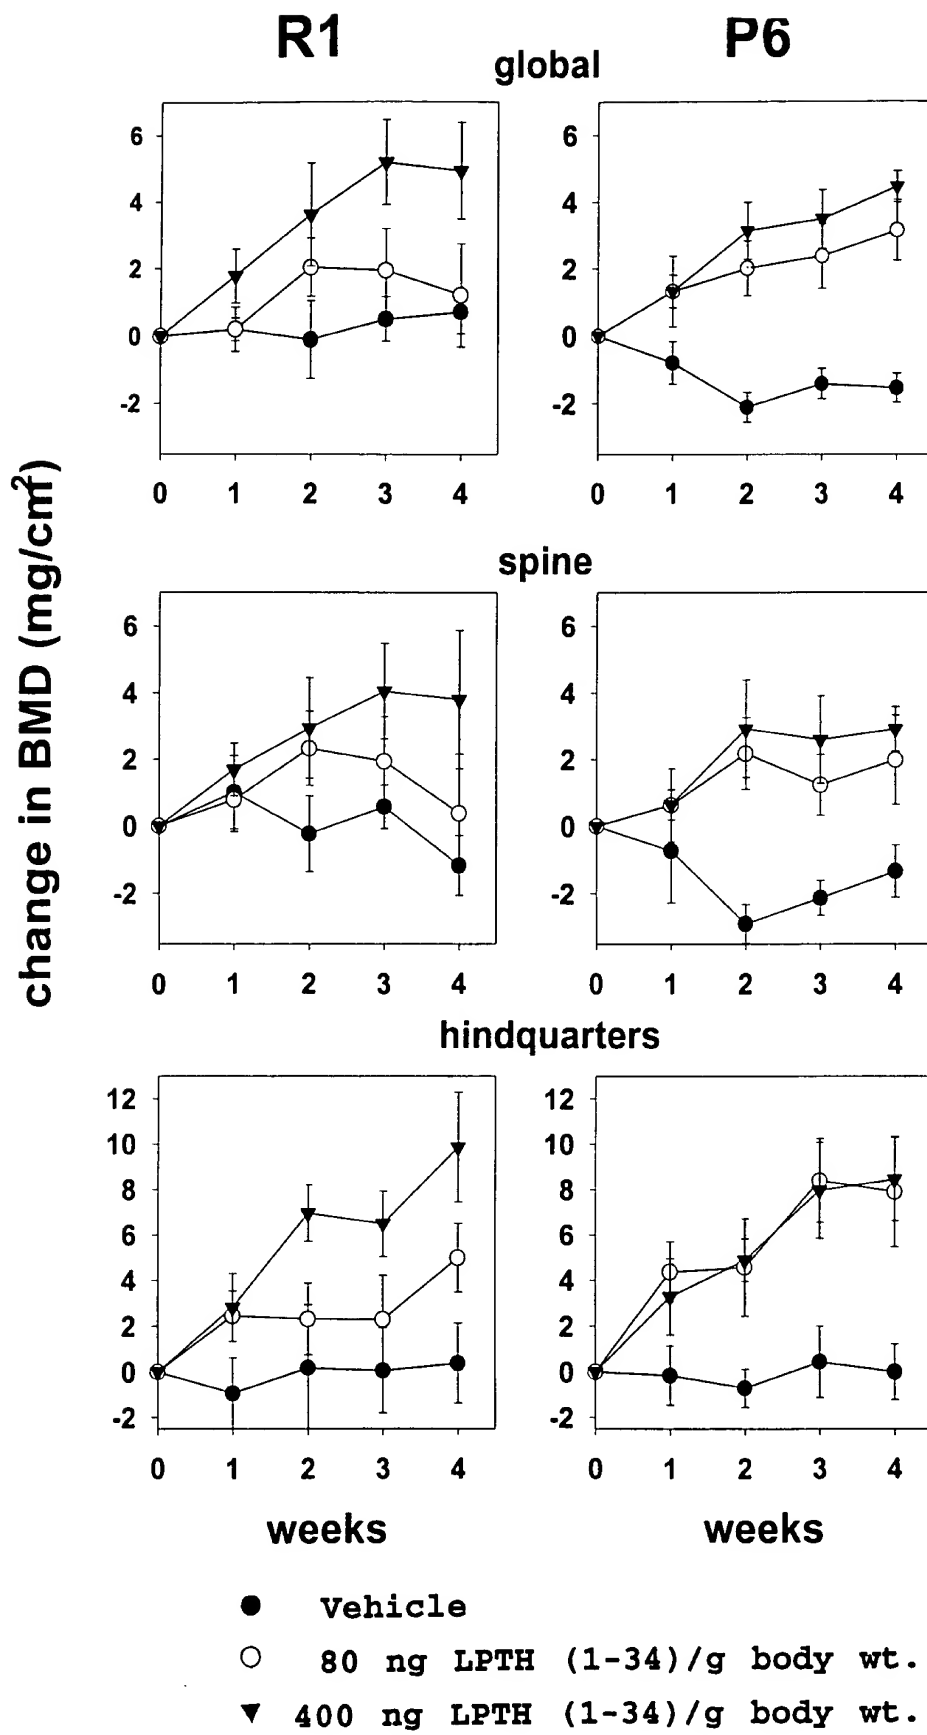 R1 P6
global
6 6
4 4
2 2
0 0
-2 -2
0 1 2 3 4 0 1 2 3 4
change in BMD (mg/cm²)
spine
6 6
4 4
2 2
0 0
-2 -2
0 1 2 3 4 0 1 2 3 4
hindquarters
12 12
10 10
8 8
6 6
4 4
2 2
0 0
-2 -2
0 1 2 3 4 0 1 2 3 4
weeks weeks
Vehicle
80 ng LPTH (1-34)/g body wt.
400 ng LPTH (1-34)/g body wt.